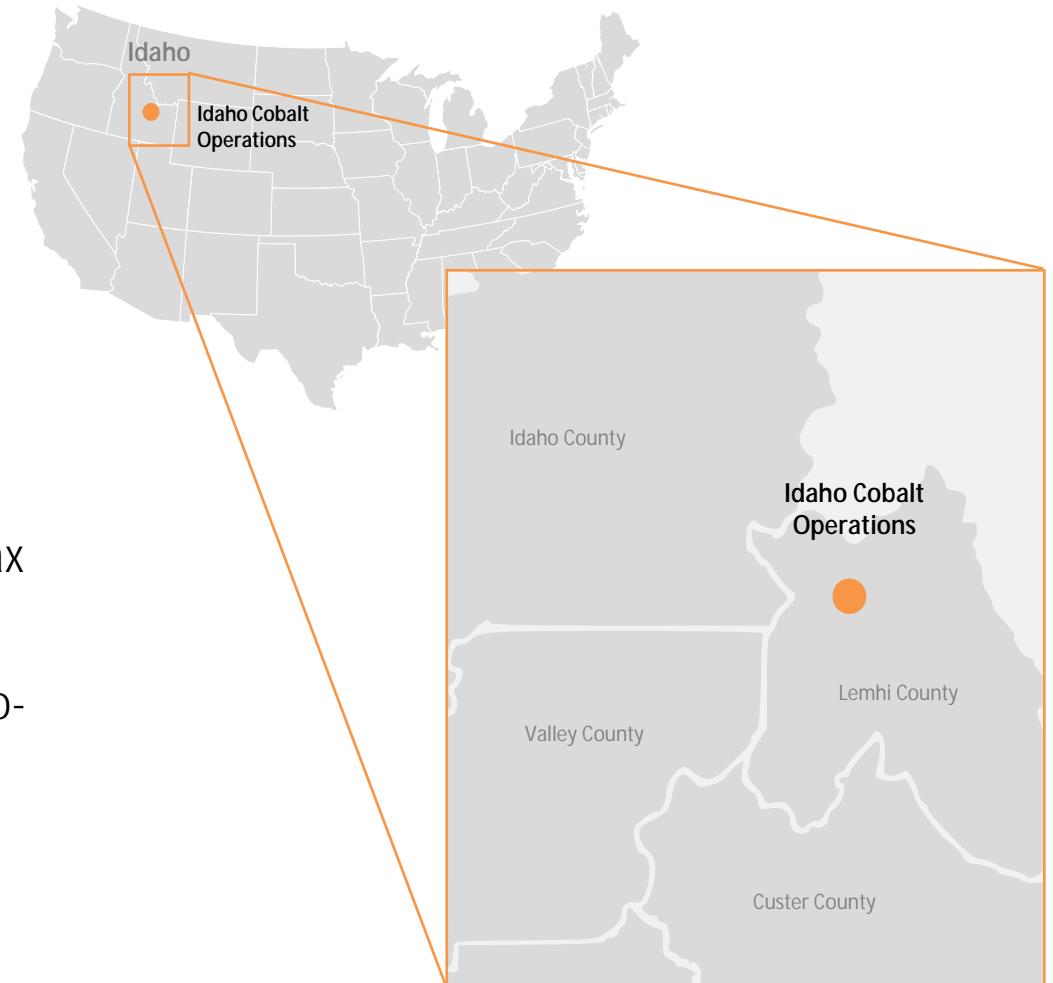 Idaho
Idaho Cobalt
Operations
Idaho County
Idaho Cobalt
Operations
Lemhi County
Valley County
Custer County